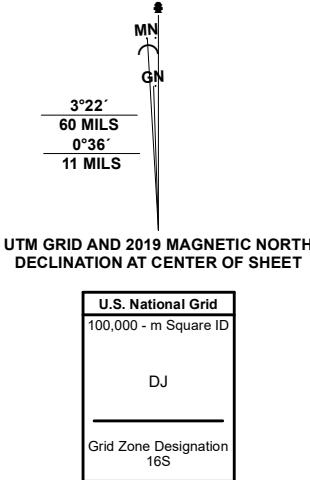 MN
GN
3°22´
60 MILS
0°36´
11 MILS
UTM GRID AND 2019 MAGNETIC NORTH
DECLINATION AT CENTER OF SHEET
U.S. National Grid
100,000 - m Square ID
DJ
Grid Zone Designation
16S